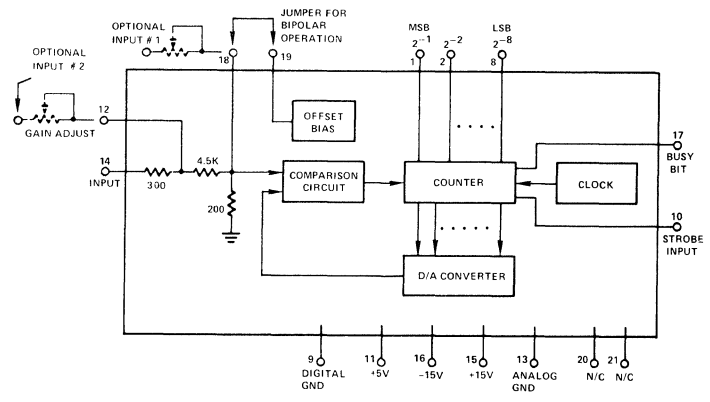 OPTIONAL
INPUT # 1
JUMPER FOR
BIPOLAR
OPERATION
MSB
2⁻¹
2⁻²
LSB
2⁻⁸
18
19
1
2
8
OPTIONAL
INPUT # 2
12
GAIN ADJUST
OFFSET
BIAS
14
INPUT
300
4.5K
200
COMPARISON
CIRCUIT
COUNTER
CLOCK
D/A CONVERTER
17
BUSY
BIT
10
STROBE
INPUT
9
DIGITAL
GND
11
+5V
16
-15V
15
+15V
13
ANALOG
GND
20
N/C
21
N/C